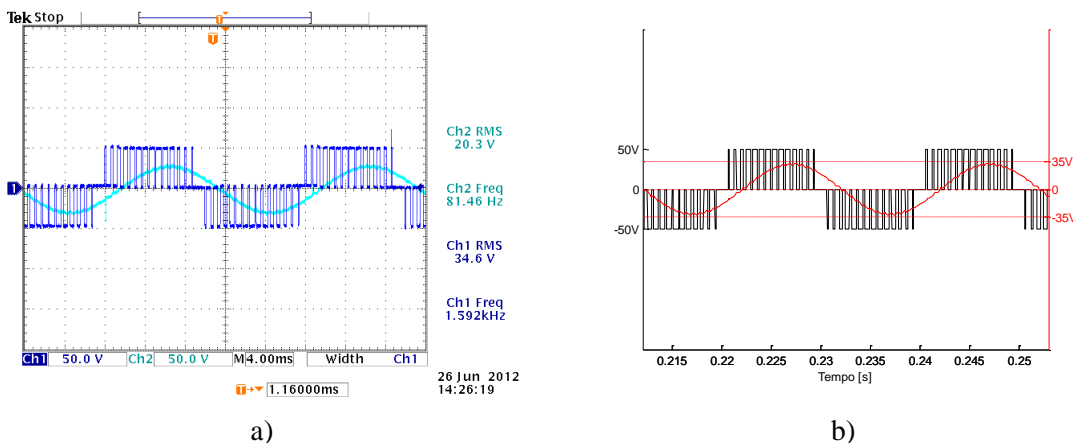 Tek Stop
T
T
1
Ch2 RMS
20.3 V
Ch2 Freq
81.46 Hz
Ch1 RMS
34.6 V
Ch1 Freq
1.592kHz
Ch1 50.0 V Ch2 50.0 V M4.00ms Width Ch1
26 Jun 2012
14:26:19
T 1.16000ms
a)
50V
0
-50V
35V
0
-35V
0.215 0.22 0.225 0.23 0.235 0.24 0.245 0.25
Tempo [s]
b)